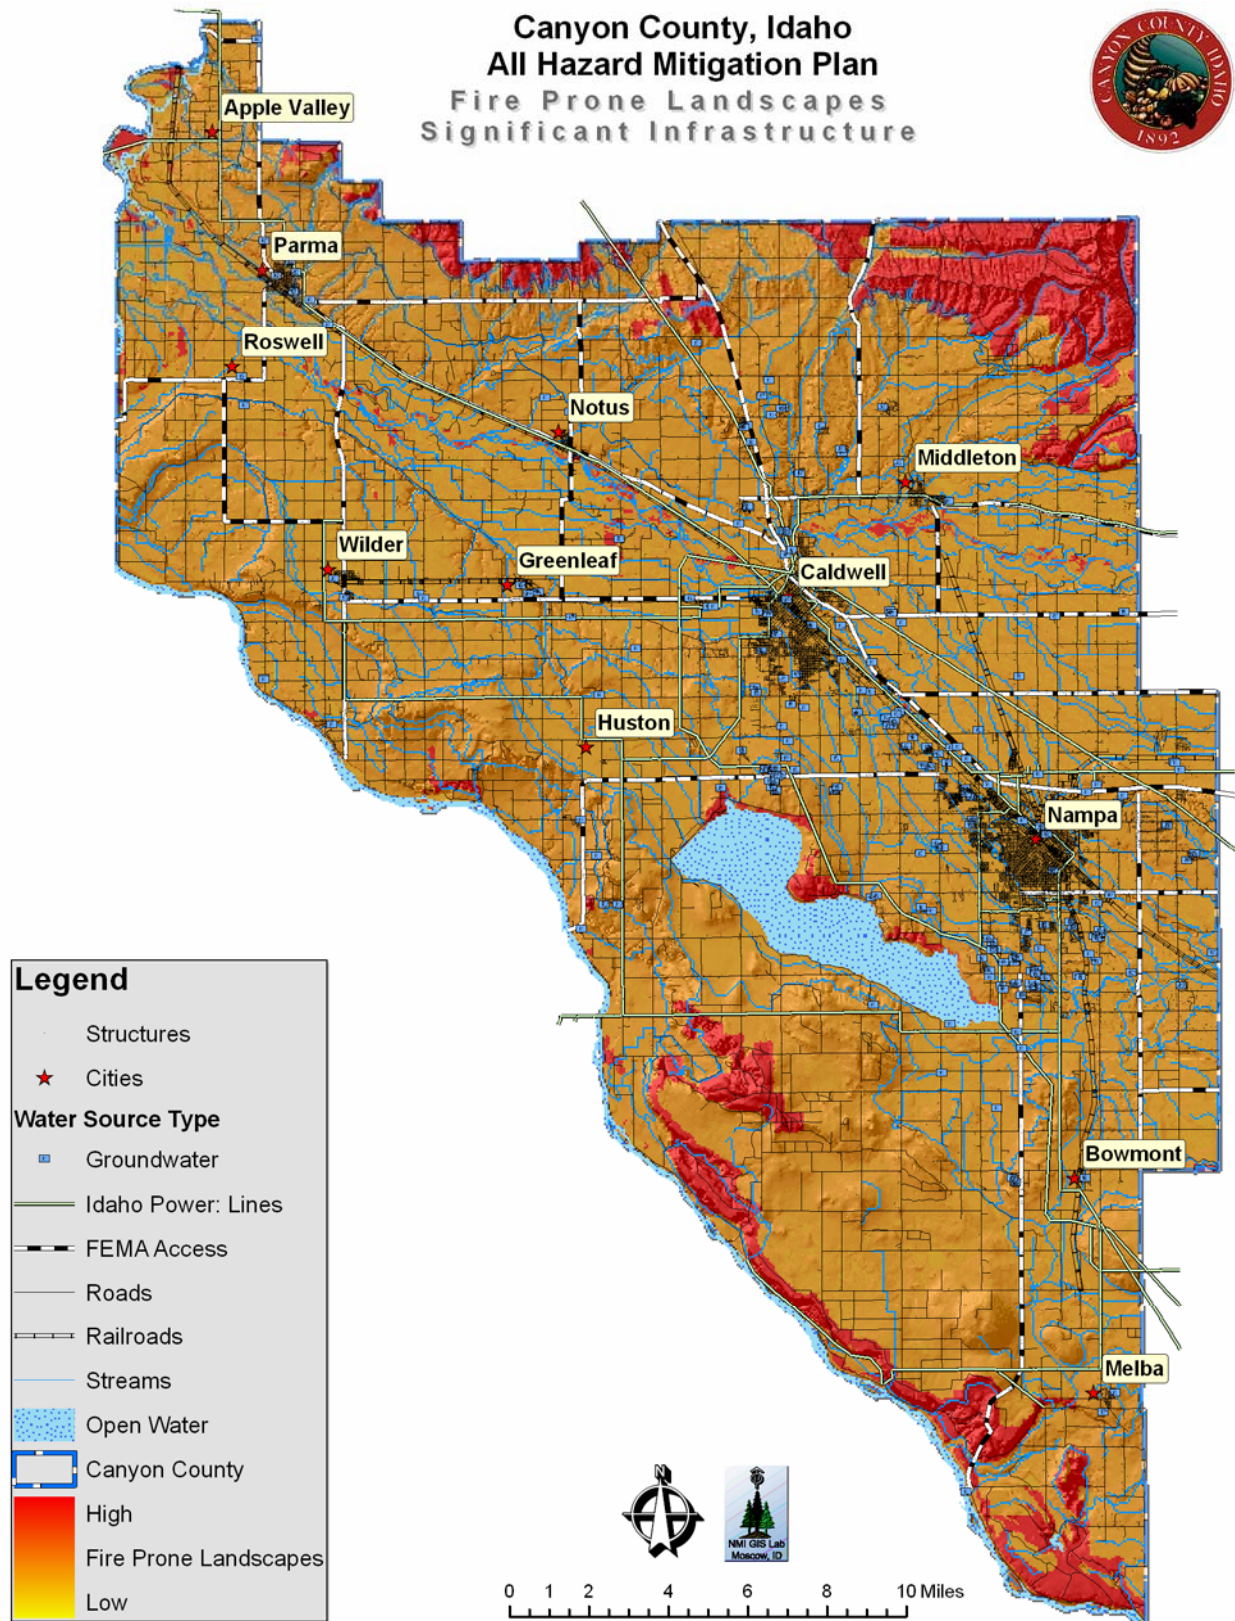 Canyon County, Idaho
All Hazard Mitigation Plan
Fire Prone Landscapes
Significant Infrastructure
CANYON COUNTY IDAHO
1892
Apple Valley
Parma
Roswell
Notus
Middleton
Wilder
Greenleaf
Caldwell
Huston
Nampa
Bowmont
Melba
Legend
Structures
Cities
Water Source Type
Groundwater
Idaho Power: Lines
FEMA Access
Roads
Railroads
Streams
Open Water
Canyon County
High
Fire Prone Landscapes
Low
N
NMI GIS Lab
Moscow, ID
0 1 2 4 6 8 10 Miles